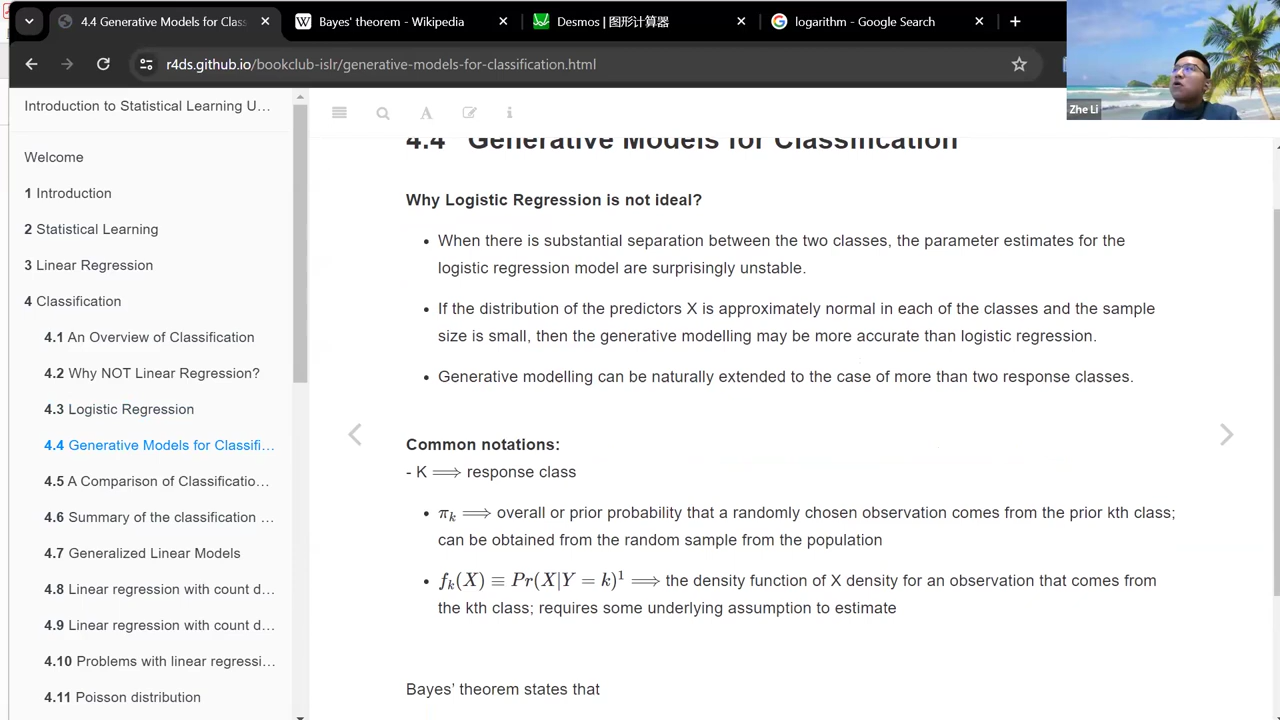 4.4 Generative Models for Class
Bayes' theorem - Wikipedia
Desmos | 图形计算器
logarithm - Google Search
r4ds.github.io/bookclub-islr/generative-models-for-classification.html
Zhe Li
Introduction to Statistical Learning U…
Welcome
1 Introduction
2 Statistical Learning
3 Linear Regression
4 Classification
4.1 An Overview of Classification
4.2 Why NOT Linear Regression?
4.3 Logistic Regression
4.4 Generative Models for Classifi…
4.5 A Comparison of Classificatio…
4.6 Summary of the classification …
4.7 Generalized Linear Models
4.8 Linear regression with count d…
4.9 Linear regression with count d…
4.10 Problems with linear regressi…
4.11 Poisson distribution
4.4 Generative Models for Classification
Why Logistic Regression is not ideal?
• When there is substantial separation between the two classes, the parameter estimates for the
logistic regression model are surprisingly unstable.
• If the distribution of the predictors X is approximately normal in each of the classes and the sample
size is small, then the generative modelling may be more accurate than logistic regression.
• Generative modelling can be naturally extended to the case of more than two response classes.
Common notations:
- K ⟹ response class
• πₖ ⟹ overall or prior probability that a randomly chosen observation comes from the prior kth class;
can be obtained from the random sample from the population
• fₖ(X) ≡ Pr(X|Y = k)¹ ⟹ the density function of X density for an observation that comes from
the kth class; requires some underlying assumption to estimate
Bayes' theorem states that